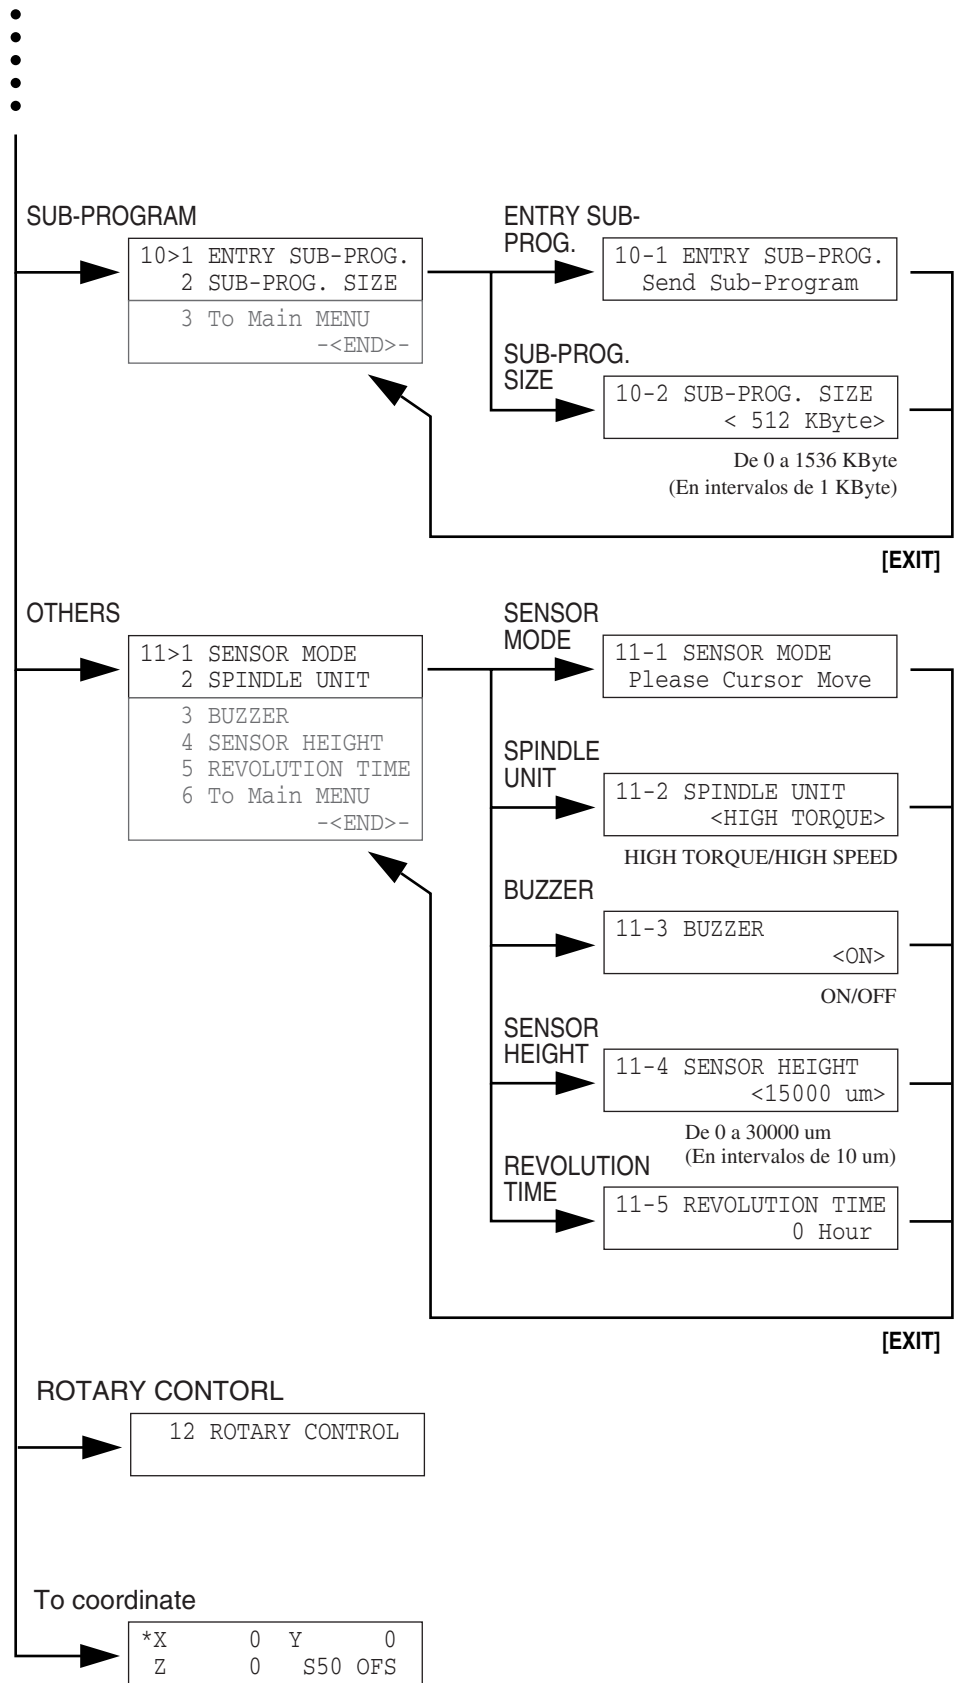 SUB-PROGRAM
10>1 ENTRY SUB-PROG.
2 SUB-PROG. SIZE
3 To Main MENU
-<END>-
ENTRY SUB-
PROG.
10-1 ENTRY SUB-PROG.
Send Sub-Program
SUB-PROG.
SIZE
10-2 SUB-PROG. SIZE
< 512 KByte>
De 0 a 1536 KByte
(En intervalos de 1 KByte)
[EXIT]
OTHERS
11>1 SENSOR MODE
2 SPINDLE UNIT
3 BUZZER
4 SENSOR HEIGHT
5 REVOLUTION TIME
6 To Main MENU
-<END>-
SENSOR
MODE
11-1 SENSOR MODE
Please Cursor Move
SPINDLE
UNIT
11-2 SPINDLE UNIT
<HIGH TORQUE>
HIGH TORQUE/HIGH SPEED
BUZZER
11-3 BUZZER
<ON>
ON/OFF
SENSOR
HEIGHT
11-4 SENSOR HEIGHT
<15000 um>
De 0 a 30000 um
(En intervalos de 10 um)
REVOLUTION
TIME
11-5 REVOLUTION TIME
0 Hour
[EXIT]
ROTARY CONTORL
12 ROTARY CONTROL
To coordinate
*X 0 Y 0
Z 0 S50 OFS